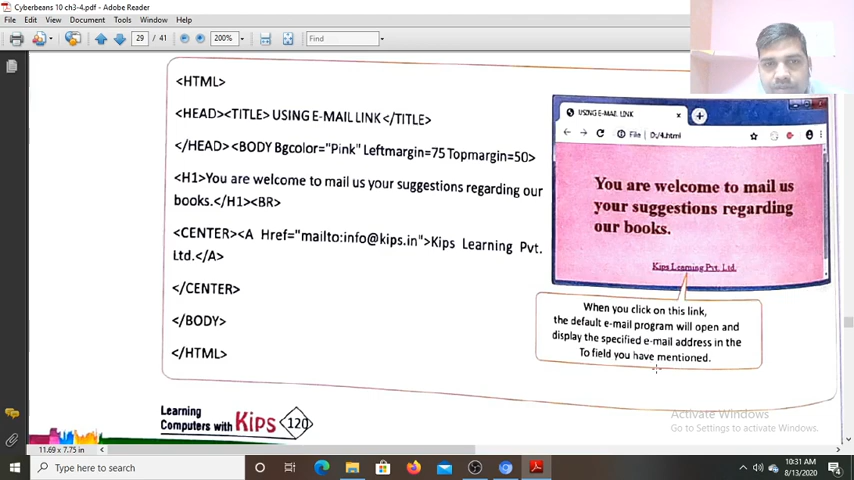 Cyberbeans 10 ch3-4.pdf - Adobe Reader
File Edit View Document Tools Window Help
29 / 41 200% Find
<HTML>
<HEAD><TITLE> USING E-MAIL LINK </TITLE>
</HEAD> <BODY Bgcolor="Pink" Leftmargin=75 Topmargin=50>
<H1>You are welcome to mail us your suggestions regarding our
books.</H1><BR>
<CENTER><A Href="mailto:info@kips.in">Kips Learning Pvt.
Ltd.</A>
</CENTER>
</BODY>
</HTML>
USING E-MAIL LINK
File D:/4.html
You are welcome to mail us
your suggestions regarding
our books.
Kips Learning Pvt. Ltd.
When you click on this link,
the default e-mail program will open and
display the specified e-mail address in the
To field you have mentioned.
Learning
Computers with Kips 120
Activate Windows
Go to Settings to activate Windows.
11.69 x 7.75 in
Type here to search
10:31 AM
8/13/2020
4